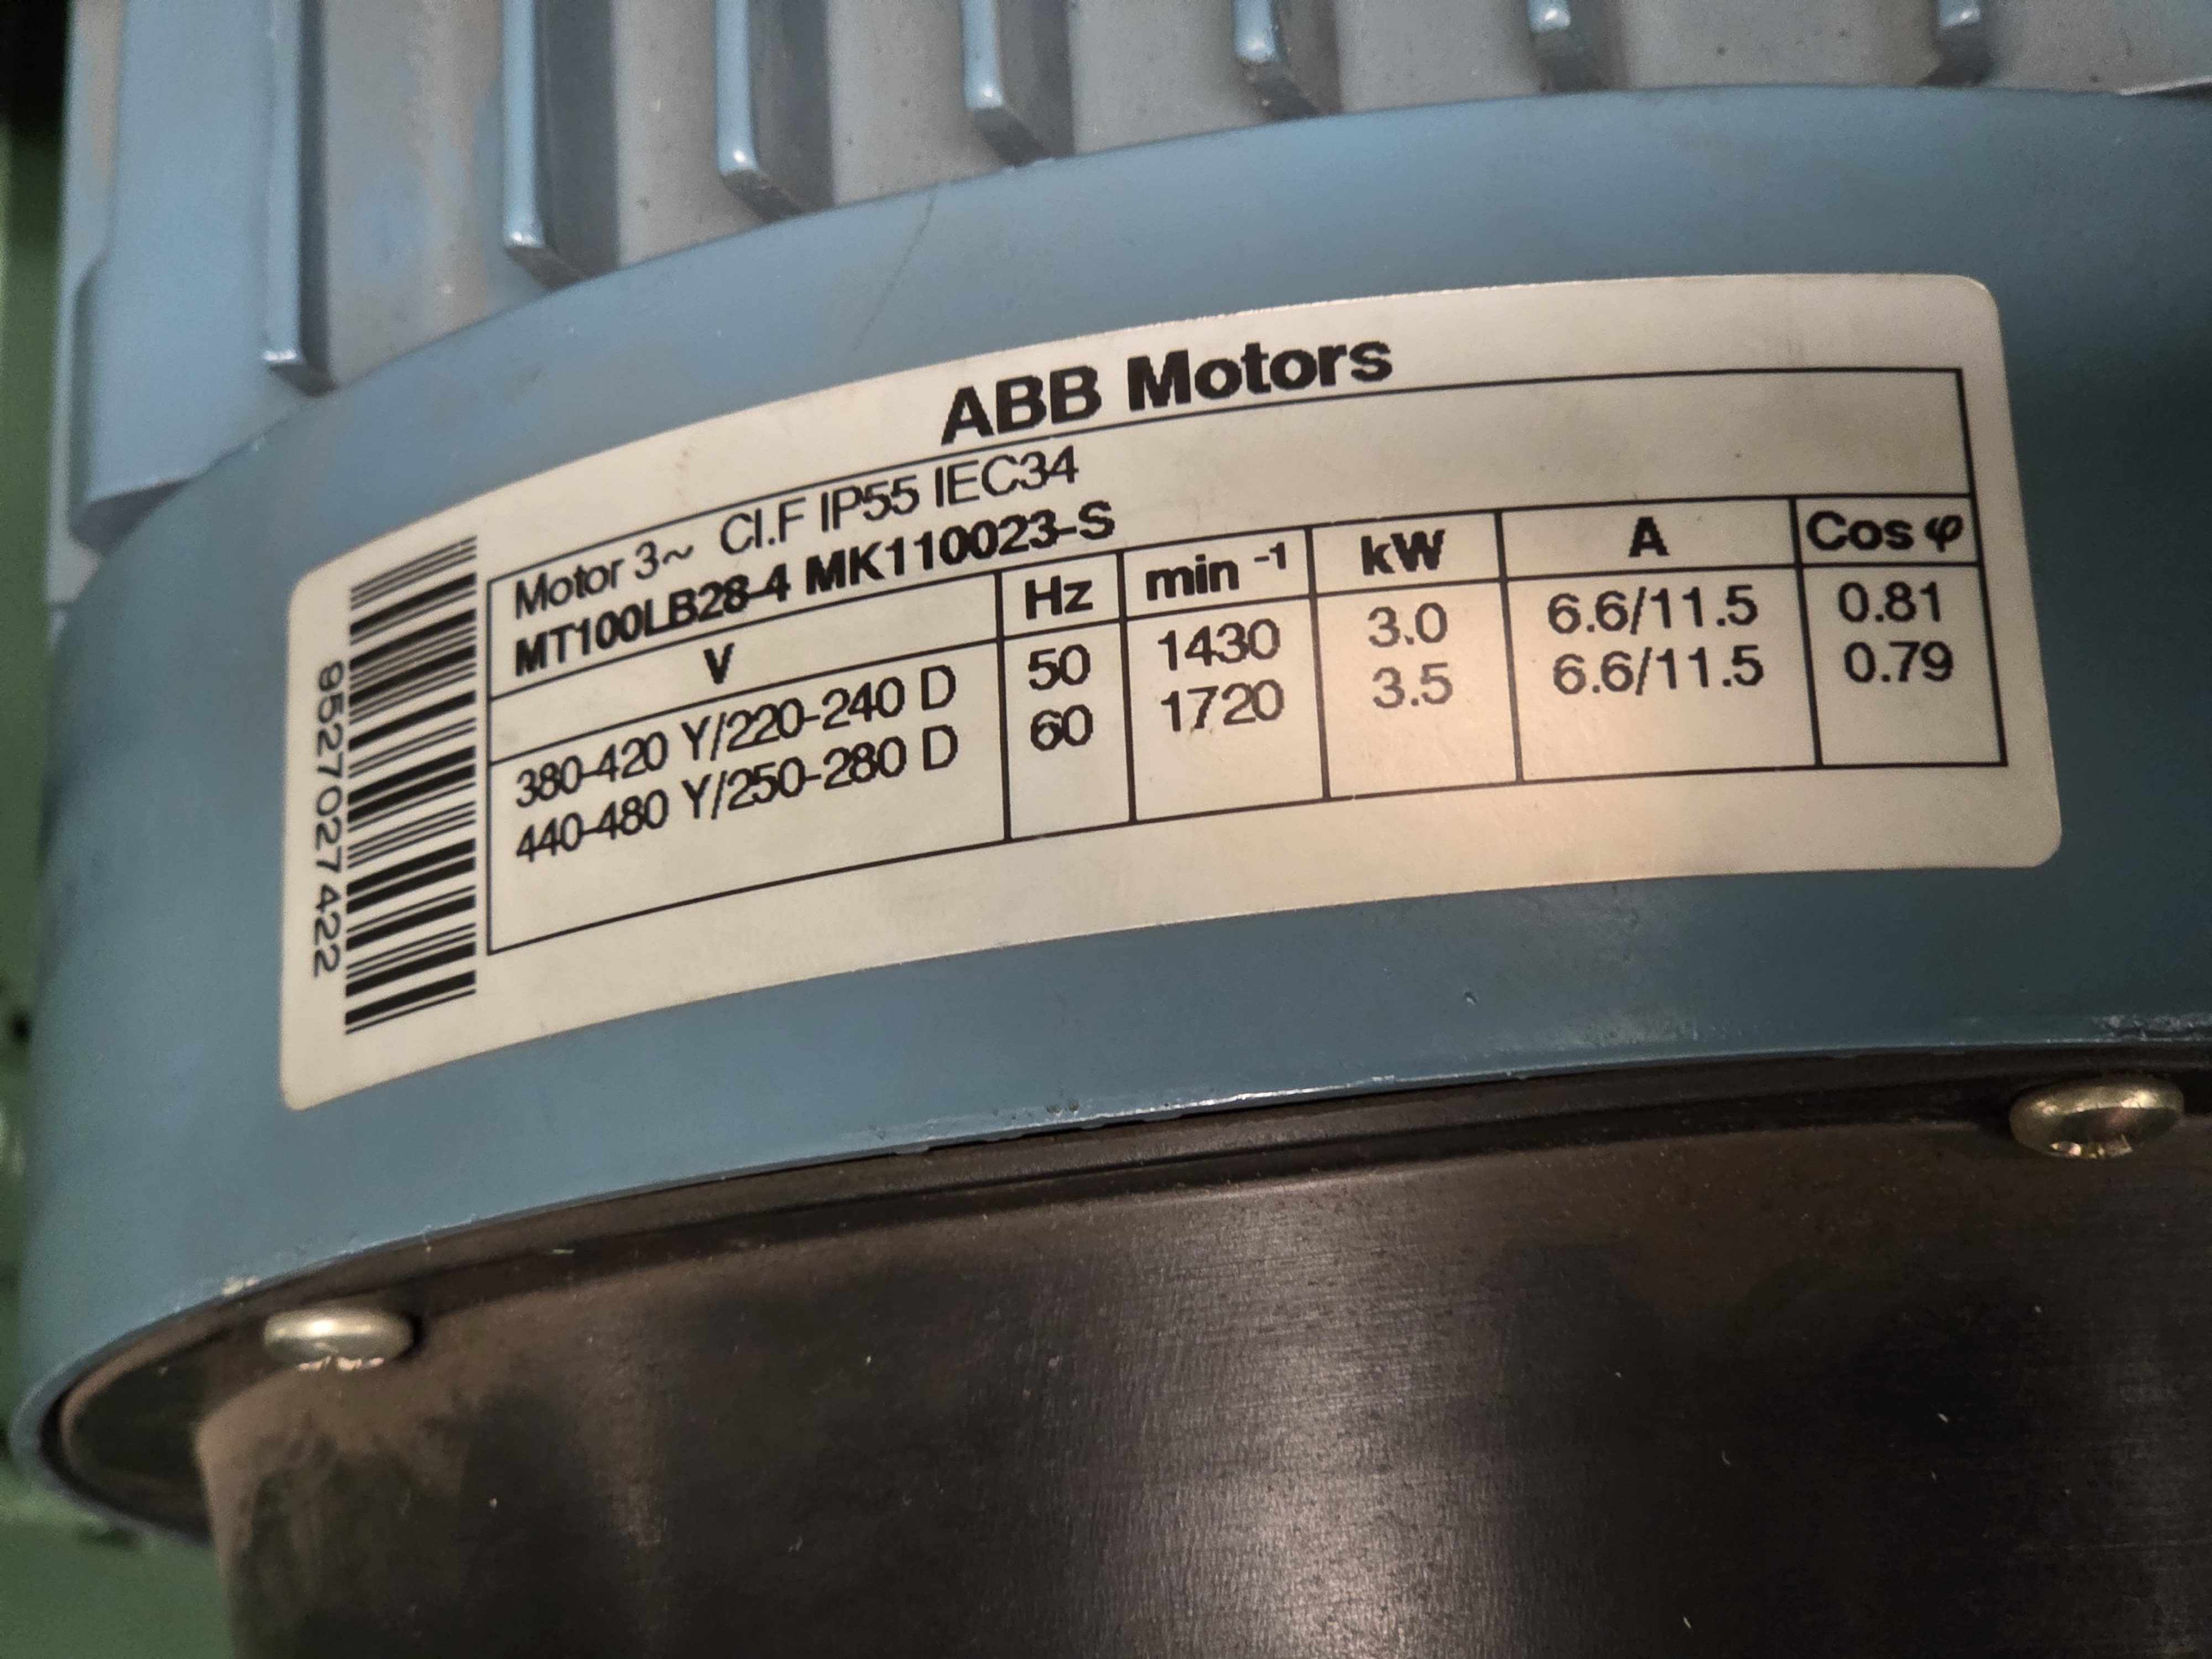 ABB Motors
Motor 3~ Cl.F IP55 IEC34
MT100LB28-4 MK110023-S
V Hz min⁻¹ kW A Cos φ
380-420 Y/220-240 D 50 1430 3.0 6.6/11.5 0.81
440-480 Y/250-280 D 60 1720 3.5 6.6/11.5 0.79
9527027422